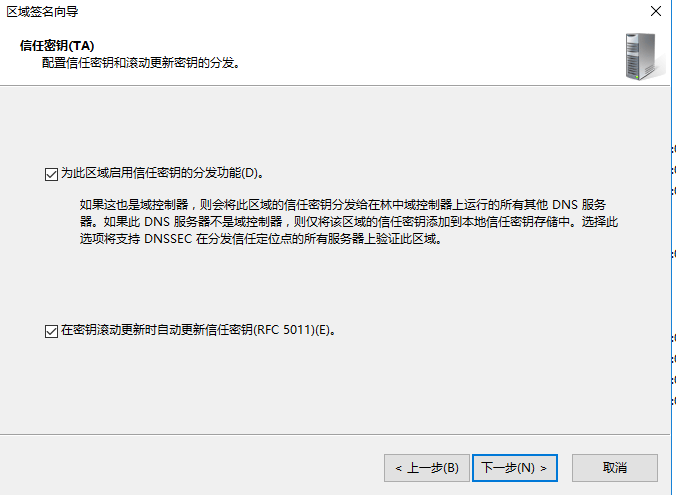 区域签名向导
信任密钥(TA)
配置信任密钥和滚动更新密钥的分发。
为此区域启用信任密钥的分发功能(D)。
如果这也是域控制器，则会将此区域的信任密钥分发给在林中域控制器上运行的所有其他 DNS 服务
器。如果此 DNS 服务器不是域控制器，则仅将该区域的信任密钥添加到本地信任密钥存储中。选择此
选项将支持 DNSSEC 在分发信任定位点的所有服务器上验证此区域。
在密钥滚动更新时自动更新信任密钥(RFC 5011)(E)。
< 上一步(B)
下一步(N) >
取消